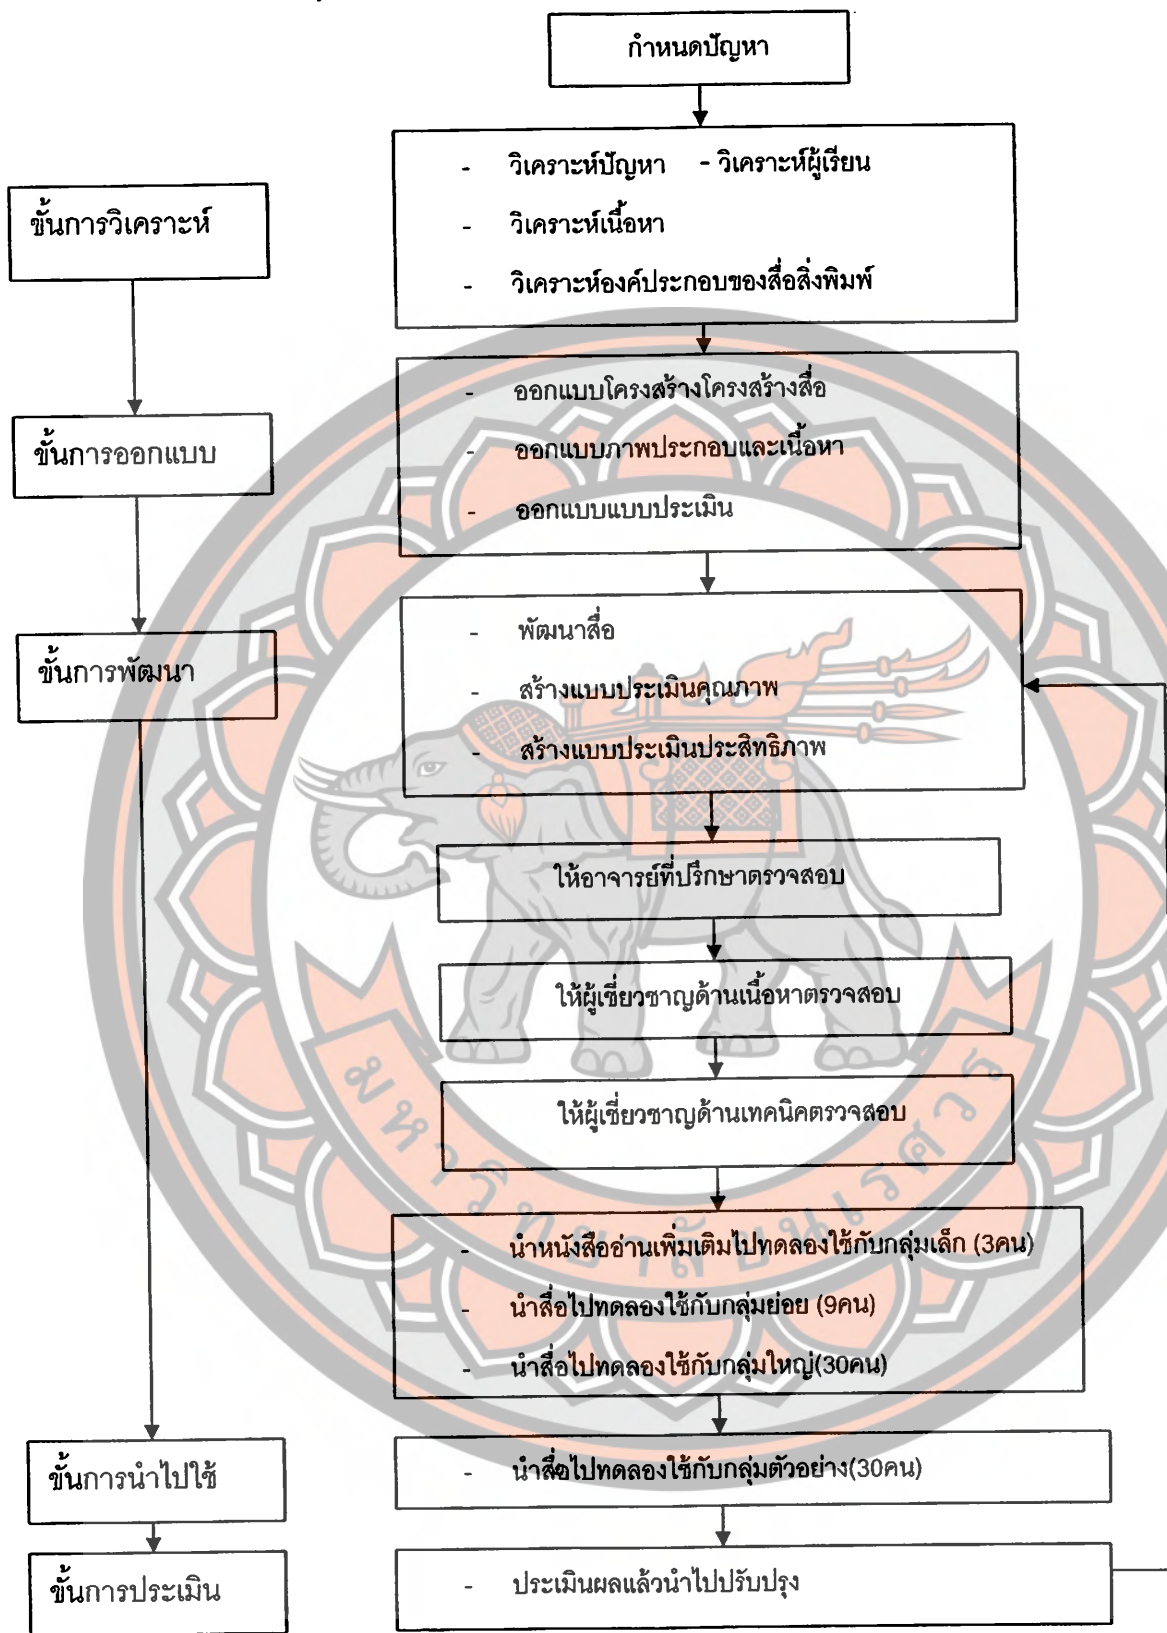 กำหนดปัญหา
- วิเคราะห์ปัญหา - วิเคราะห์ผู้เรียน
- วิเคราะห์เนื้อหา
- วิเคราะห์องค์ประกอบของสื่อสิ่งพิมพ์
ขั้นการวิเคราะห์
- ออกแบบโครงสร้างโครงสร้างสื่อ
- ออกแบบภาพประกอบและเนื้อหา
- ออกแบบแบบประเมิน
ขั้นการออกแบบ
- พัฒนาสื่อ
- สร้างแบบประเมินคุณภาพ
- สร้างแบบประเมินประสิทธิภาพ
ขั้นการพัฒนา
ให้อาจารย์ที่ปรึกษาตรวจสอบ
ให้ผู้เชี่ยวชาญด้านเนื้อหาตรวจสอบ
ให้ผู้เชี่ยวชาญด้านเทคนิคตรวจสอบ
มหาวิทยาลัยนเรศวร
- นำหนังสืออ่านเพิ่มเติมไปทดลองใช้กับกลุ่มเล็ก (3คน)
- นำสื่อไปทดลองใช้กับกลุ่มย่อย (9คน)
- นำสื่อไปทดลองใช้กับกลุ่มใหญ่(30คน)
ขั้นการนำไปใช้
- นำสื่อไปทดลองใช้กับกลุ่มตัวอย่าง(30คน)
ขั้นการประเมิน
- ประเมินผลแล้วนำไปปรับปรุง